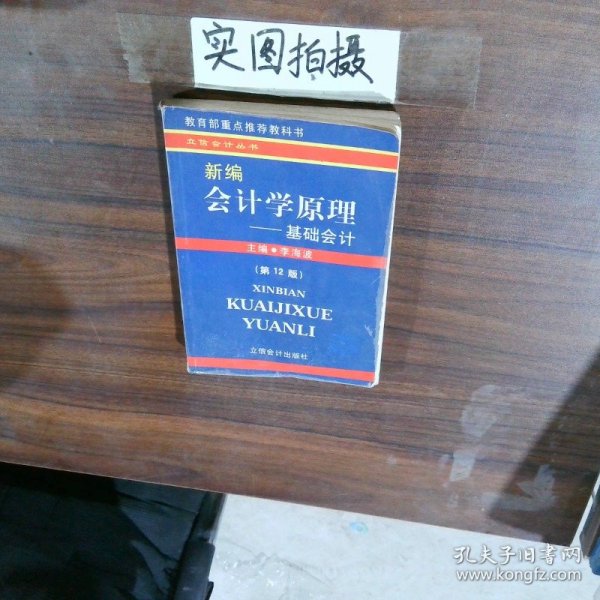 实图拍摄
教育部重点推荐教科书
立信会计丛书
新编
会计学原理
——基础会计
主编·李海波
(第12版)
XINBIAN
KUAIJIXUE
YUANLI
立信会计出版社
孔夫子旧书网
www.kongfz.com